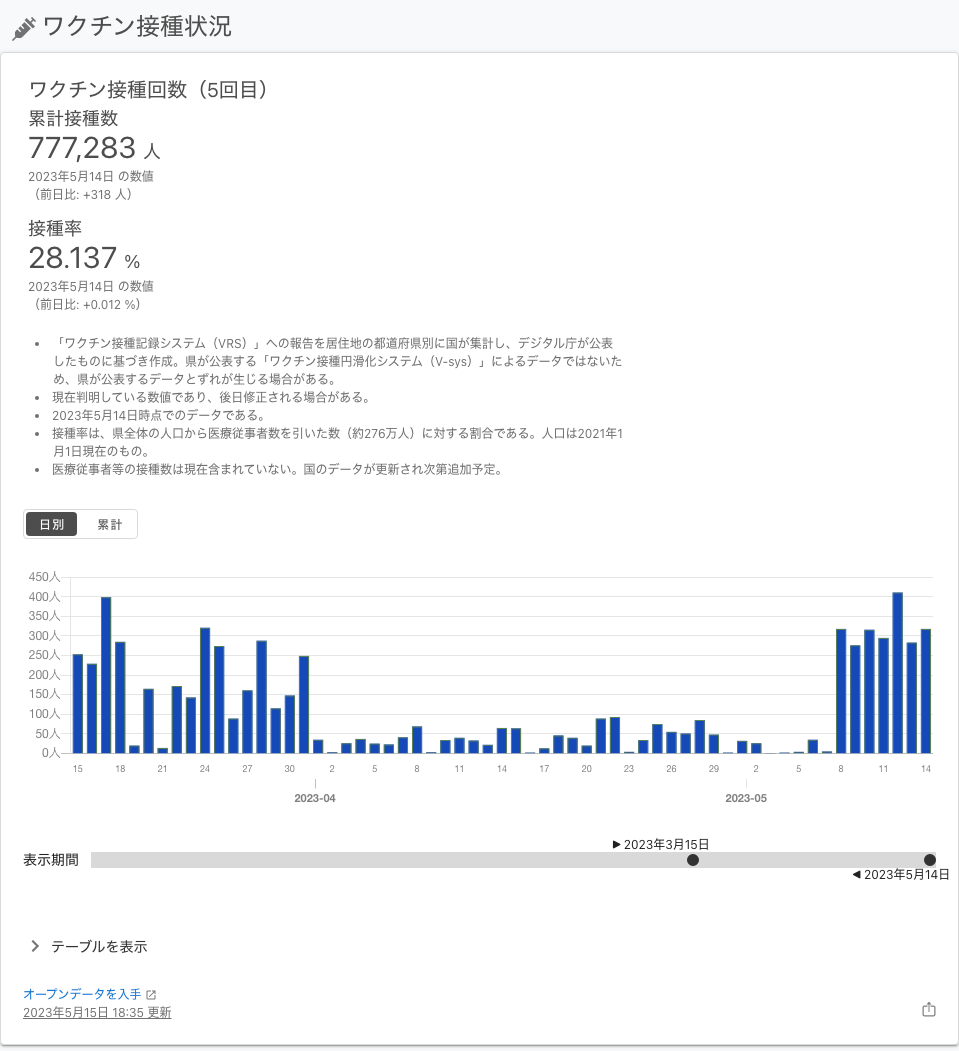 ワクチン接種状況
ワクチン接種回数（5回目）
累計接種数
777,283 人
2023年5月14日 の数値
（前日比: +318 人）
接種率
28.137 %
2023年5月14日 の数値
（前日比: +0.012 %）
• 「ワクチン接種記録システム（VRS）」への報告を居住地の都道府県別に国が集計し、デジタル庁が公表
したものに基づき作成。県が公表する「ワクチン接種円滑化システム（V-sys）」によるデータではないた
め、県が公表するデータとずれが生じる場合がある。
• 現在判明している数値であり、後日修正される場合がある。
• 2023年5月14日時点でのデータである。
• 接種率は、県全体の人口から医療従事者数を引いた数（約276万人）に対する割合である。人口は2021年1
月1日現在のもの。
• 医療従事者等の接種数は現在含まれていない。国のデータが更新され次第追加予定。
日別 累計
450人
400人
350人
300人
250人
200人
150人
100人
50人
0人
15 18 21 24 27 30 2 5 8 11 14 17 20 23 26 29 2 5 8 11 14
2023-04 2023-05
▶ 2023年3月15日
表示期間
◀ 2023年5月14日
テーブルを表示
オープンデータを入手
2023年5月15日 18:35 更新